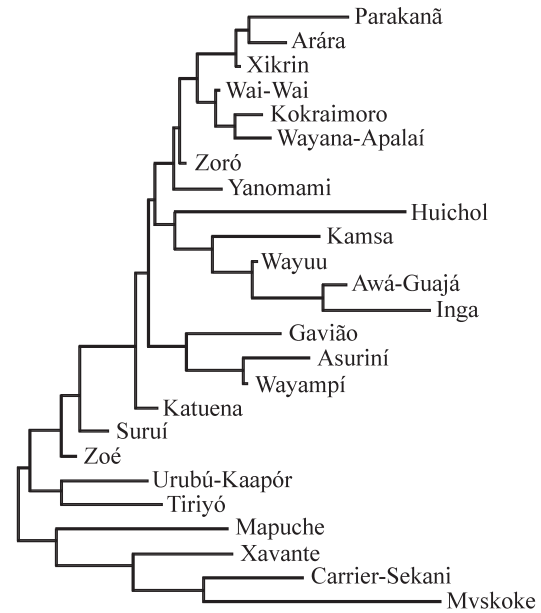 Parakanã
Arára
Xikrin
Wai-Wai
Kokraimoro
Wayana-Apalaí
Zoró
Yanomami
Huichol
Kamsa
Wayuu
Awá-Guajá
Inga
Gavião
Asuriní
Wayampí
Katuena
Suruí
Zoé
Urubú-Kaapór
Tiriyó
Mapuche
Xavante
Carrier-Sekani
Mvskoke